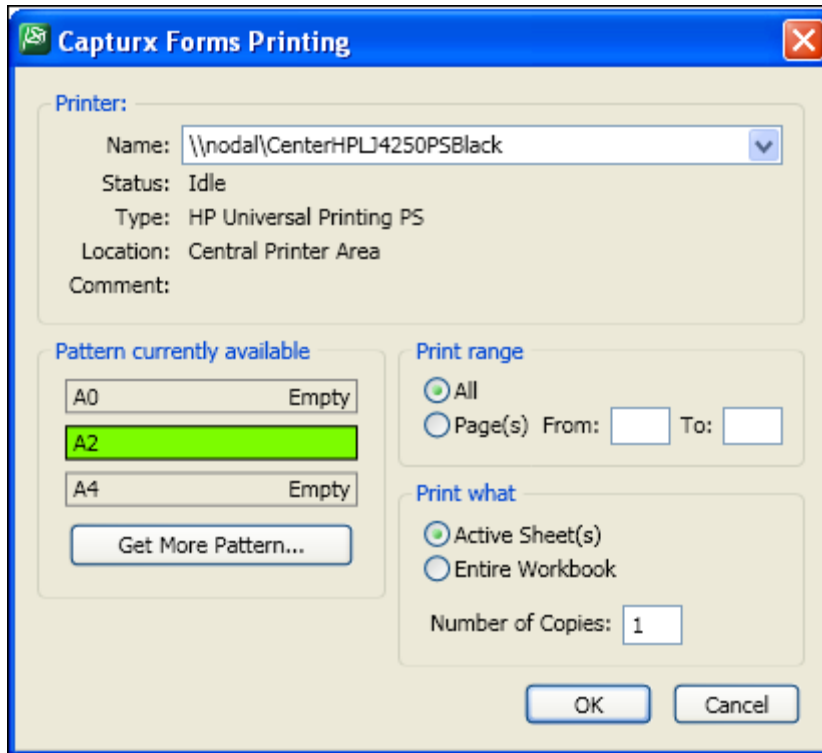 Capturx Forms Printing
Printer:
Name: \\nodal\CenterHPLJ4250PSBlack
Status: Idle
Type: HP Universal Printing PS
Location: Central Printer Area
Comment:
Pattern currently available
A0 Empty
A2
A4 Empty
Get More Pattern...
Print range
All
Page(s) From: To:
Print what
Active Sheet(s)
Entire Workbook
Number of Copies: 1
OK Cancel